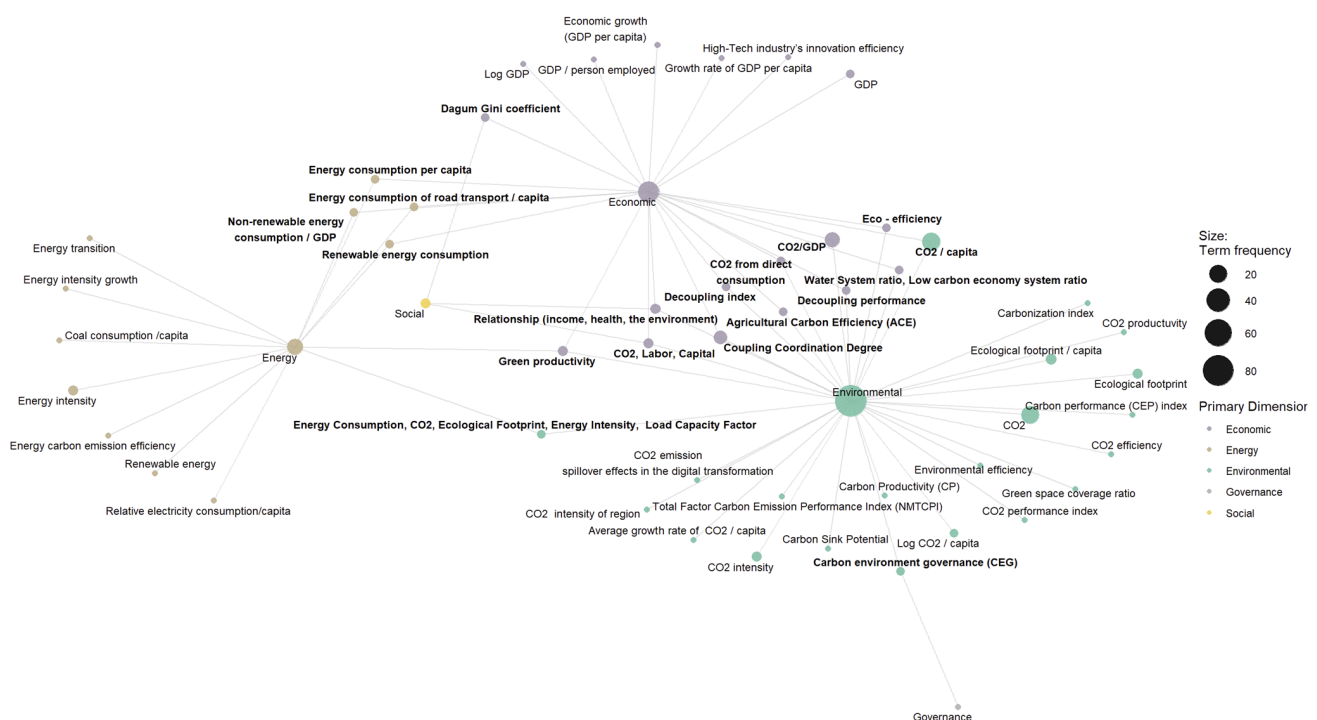 Economic growth
(GDP per capita)
High-Tech industry's innovation efficiency
Log GDP
GDP / person employed
Growth rate of GDP per capita
GDP
Dagum Gini coefficient
Energy consumption per capita
Energy consumption of road transport / capita
Economic
Non-renewable energy
consumption / GDP
Eco - efficiency
Energy transition
Renewable energy consumption
CO2/GDP
CO2 / capita
CO2 from direct
consumption
Water System ratio, Low carbon economy system ratio
Energy intensity growth
Decoupling index
Decoupling performance
Social
Relationship (income, health, the environment)
Agricultural Carbon Efficiency (ACE)
Carbonization index
CO2 productuvity
Coal consumption /capita
Energy
Green productivity
CO2, Labor, Capital
Coupling Coordination Degree
Ecological footprint / capita
Ecological footprint
Energy intensity
Environmental
Carbon performance (CEP) index
CO2
Energy Consumption, CO2, Ecological Footprint, Energy Intensity,  Load Capacity Factor
Energy carbon emission efficiency
CO2 efficiency
Renewable energy
CO2 emission
spillover effects in the digital transformation
Environmental efficiency
Relative electricity consumption/capita
Carbon Productivity (CP)
Green space coverage ratio
CO2  intensity of region
Total Factor Carbon Emission Performance Index (NMTCPI)
CO2 performance index
Average growth rate of  CO2 / capita
Carbon Sink Potential
Log CO2 / capita
CO2 intensity
Carbon environment governance (CEG)
Governance
Size:
Term frequency
20
40
60
80
Primary Dimension
Economic
Energy
Environmental
Governance
Social